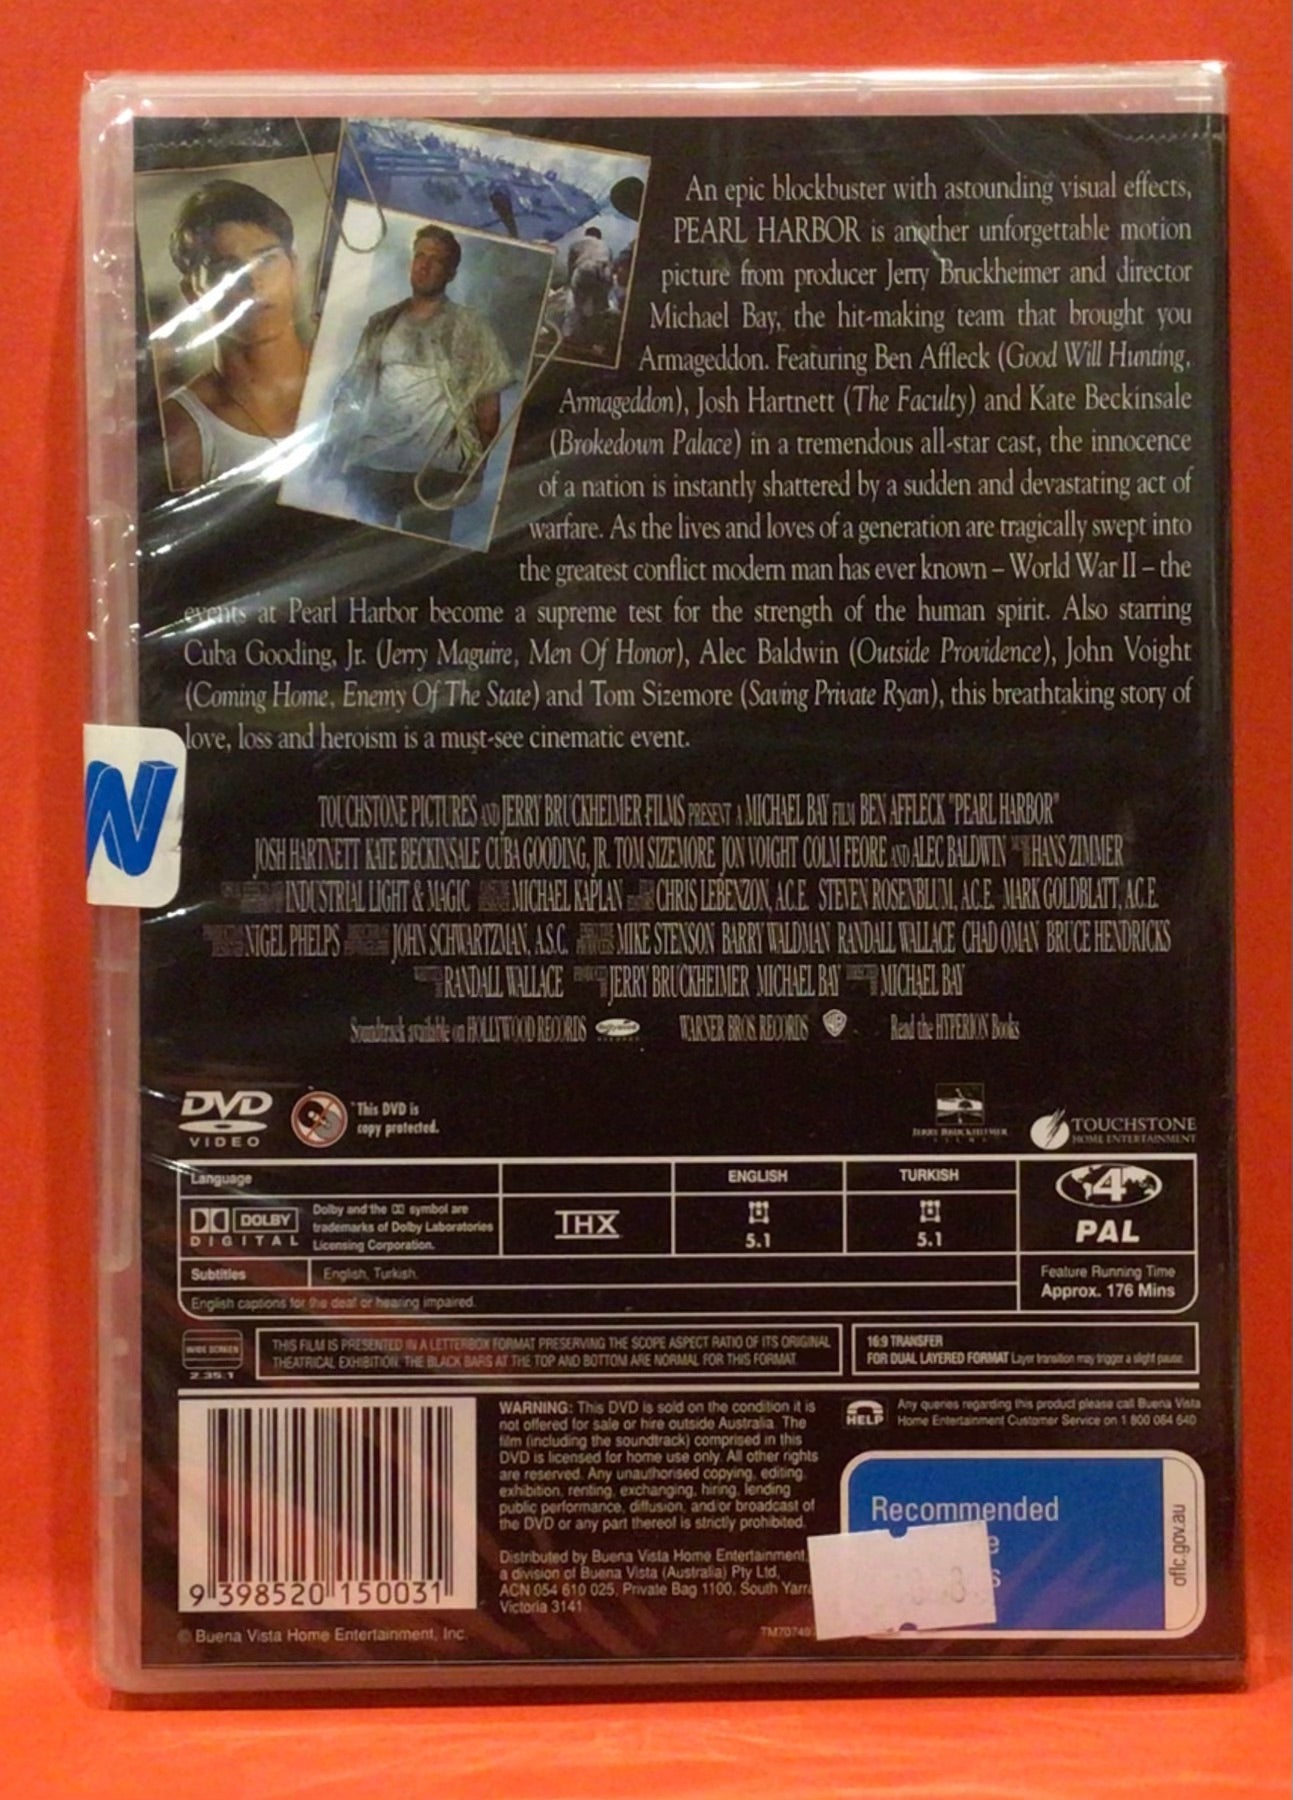 An epic blockbuster with astounding visual effects,
PEARL HARBOR is another unforgettable motion
picture from producer Jerry Bruckheimer and director
Michael Bay, the hit-making team that brought you
Armageddon. Featuring Ben Affleck (Good Will Hunting,
Armageddon), Josh Hartnett (The Faculty) and Kate Beckinsale
(Brokedown Palace) in a tremendous all-star cast, the innocence
of a nation is instantly shattered by a sudden and devastating act of
warfare. As the lives and loves of a generation are tragically swept into
the greatest conflict modern man has ever known – World War II – the
events at Pearl Harbor become a supreme test for the strength of the human spirit. Also starring
Cuba Gooding, Jr. (Jerry Maguire, Men Of Honor), Alec Baldwin (Outside Providence), John Voight
(Coming Home, Enemy Of The State) and Tom Sizemore (Saving Private Ryan), this breathtaking story of
love, loss and heroism is a must-see cinematic event.
TOUCHSTONE PICTURES AND JERRY BRUCKHEIMER FILMS PRESENT A MICHAEL BAY FILM BEN AFFLECK "PEARL HARBOR"
JOSH HARTNETT KATE BECKINSALE CUBA GOODING, JR. TOM SIZEMORE JON VOIGHT COLM FEORE AND ALEC BALDWIN HANS ZIMMER
INDUSTRIAL LIGHT & MAGIC MICHAEL KAPLAN CHRIS LEBENZON, A.C.E. STEVEN ROSENBLUM, A.C.E. MARK GOLDBLATT, A.C.E.
NIGEL PHELPS JOHN SCHWARTZMAN, A.S.C. MIKE STENSON BARRY WALDMAN RANDALL WALLACE CHAD OMAN BRUCE HENDRICKS
RANDALL WALLACE JERRY BRUCKHEIMER MICHAEL BAY MICHAEL BAY
Soundtrack available on HOLLYWOOD RECORDS WARNER BROS. RECORDS WB Read the HYPERION Books
DVD
VIDEO
This DVD is
copy protected.
JERRY BRUCKHEIMER
FILMS
TOUCHSTONE
HOME ENTERTAINMENT
Language ENGLISH TURKISH
DOLBY
DIGITAL
Dolby and the DD symbol are
trademarks of Dolby Laboratories
Licensing Corporation.
THX
5.1 5.1
4
PAL
Subtitles English, Turkish.
English captions for the deaf or hearing impaired.
Feature Running Time
Approx. 176 Mins
WIDE SCREEN
2.35:1
THIS FILM IS PRESENTED IN A LETTERBOX FORMAT PRESERVING THE SCOPE ASPECT RATIO OF ITS ORIGINAL
THEATRICAL EXHIBITION. THE BLACK BARS AT THE TOP AND BOTTOM ARE NORMAL FOR THIS FORMAT.
16:9 TRANSFER
FOR DUAL LAYERED FORMAT Layer transition may trigger a slight pause.
9 398520 150031
© Buena Vista Home Entertainment, Inc.
WARNING: This DVD is sold on the condition it is
not offered for sale or hire outside Australia. The
film (including the soundtrack) comprised in this
DVD is licensed for home use only. All other rights
are reserved. Any unauthorised copying, editing,
exhibition, renting, exchanging, hiring, lending
public performance, diffusion, and/or broadcast of
the DVD or any part thereof is strictly prohibited.
Distributed by Buena Vista Home Entertainment,
a division of Buena Vista (Australia) Pty Ltd,
ACN 054 610 025, Private Bag 1100, South Yarra
Victoria 3141.
TM70749
HELP
Any queries regarding this product please call Buena Vista
Home Entertainment Customer Service on 1 800 064 640
Recommended
oflc.gov.au